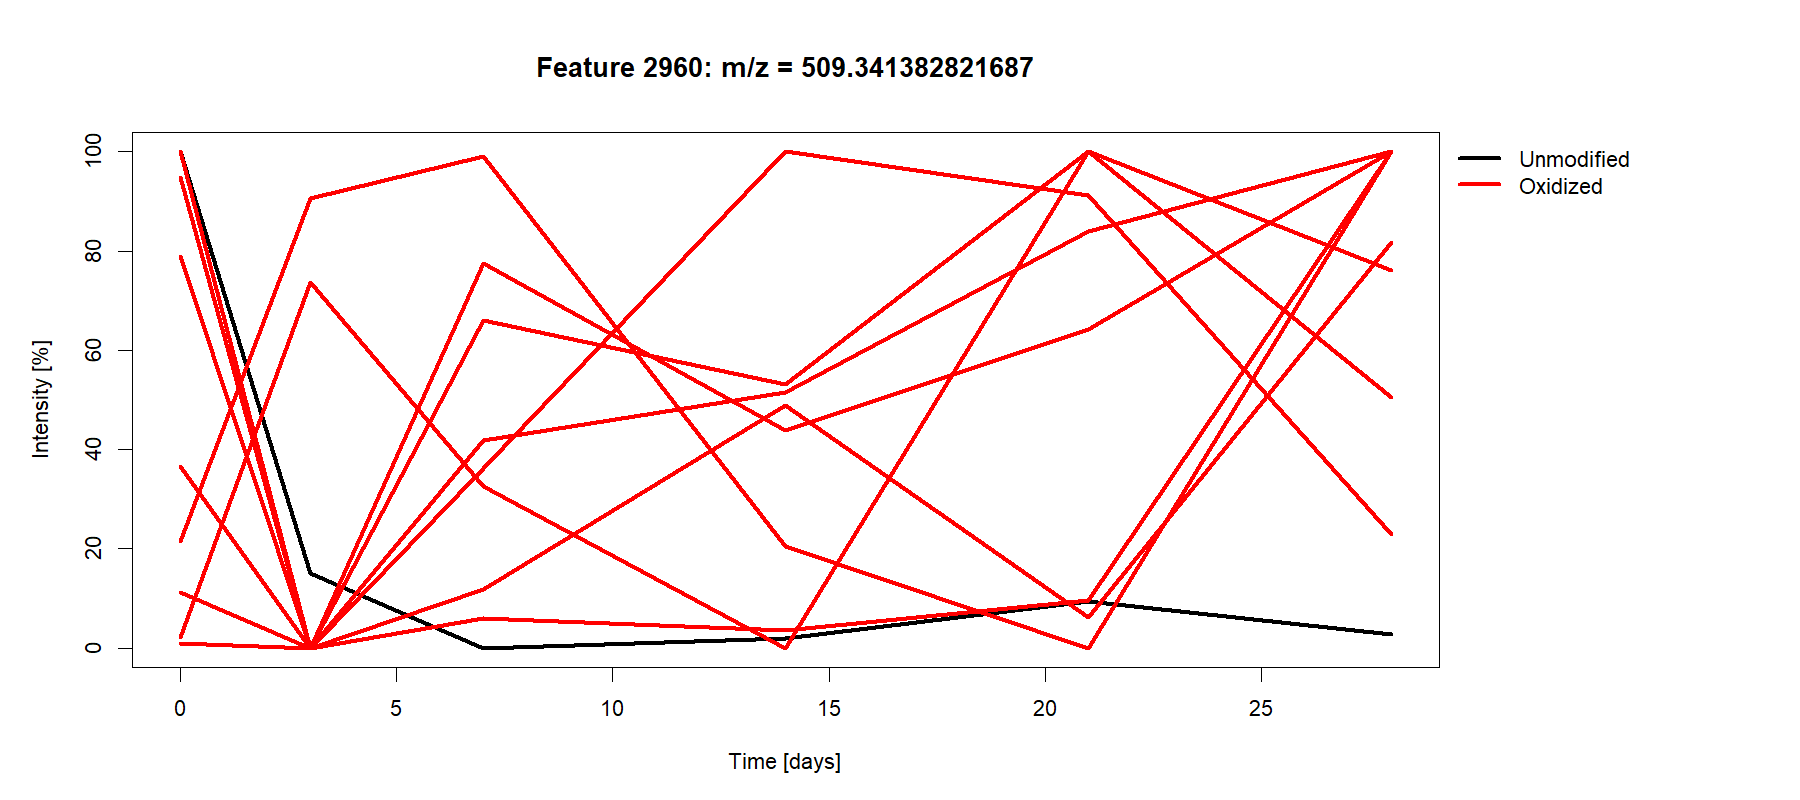 Feature 2960: m/z = 509.341382821687
Unmodified
Oxidized
Intensity [%]
100
80
60
40
20
0
0 5 10 15 20 25
Time [days]